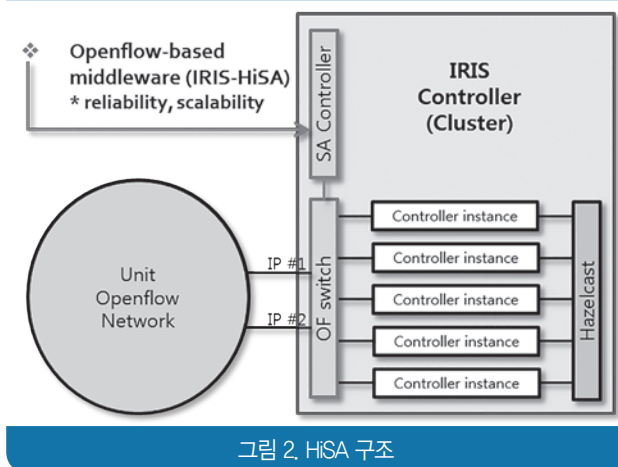 ❖ Openflow-based
middleware (IRIS-HiSA)
* reliability, scalability
SA Controller
IRIS
Controller
(Cluster)
Unit
Openflow
Network
IP #1
IP #2
OF switch
Controller instance
Controller instance
Controller instance
Controller instance
Controller instance
Hazelcast
그림 2. HiSA 구조